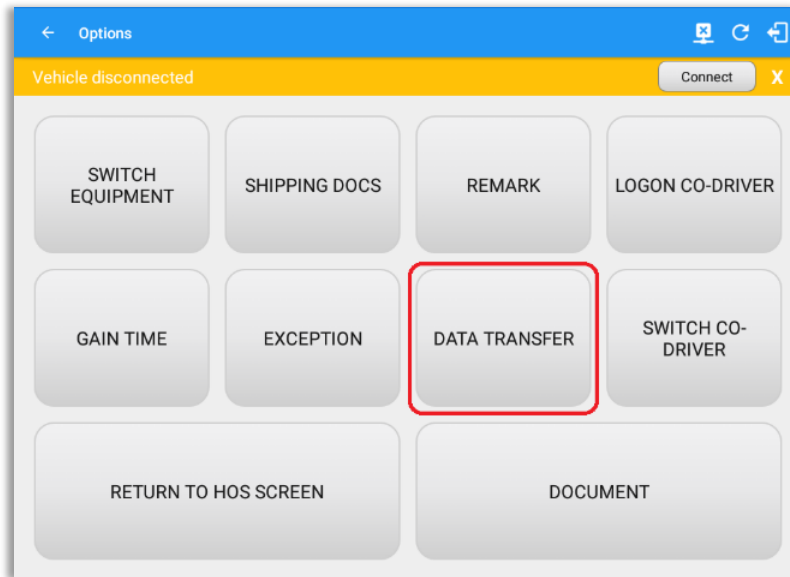 Options
Vehicle disconnected
Connect
X
SWITCH
EQUIPMENT
SHIPPING DOCS
REMARK
LOGON CO-DRIVER
GAIN TIME
EXCEPTION
DATA TRANSFER
SWITCH CO-
DRIVER
RETURN TO HOS SCREEN
DOCUMENT